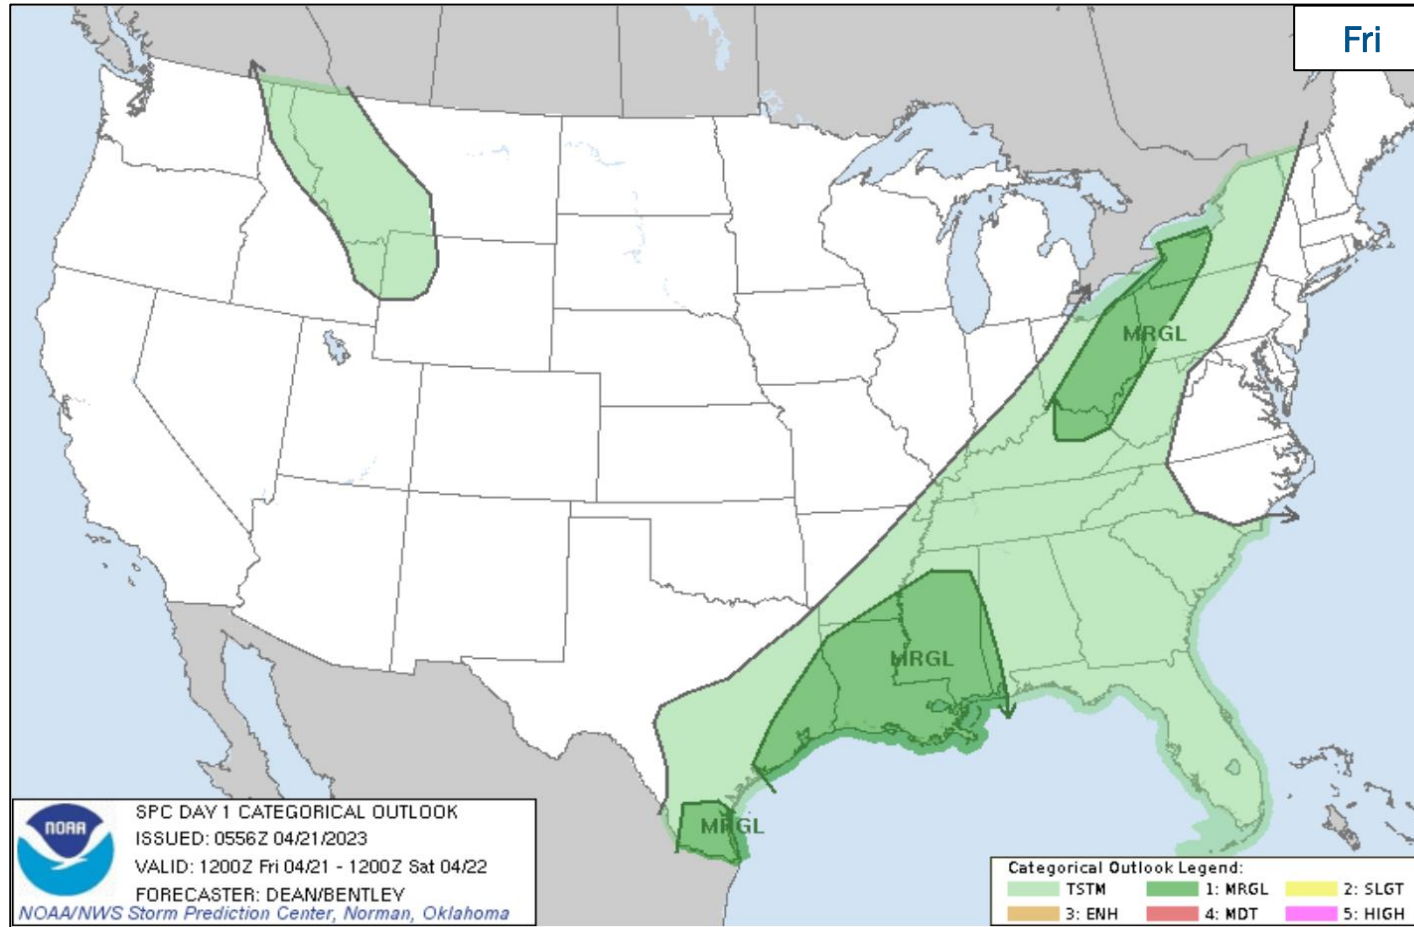 Fri
MRGL
MRGL
MRGL
NOAA
SPC DAY 1 CATEGORICAL OUTLOOK
ISSUED: 0556Z 04/21/2023
VALID: 1200Z Fri 04/21 - 1200Z Sat 04/22
FORECASTER: DEAN/BENTLEY
NOAA/NWS Storm Prediction Center, Norman, Oklahoma
Categorical Outlook Legend:
TSTM 1: MRGL 2: SLGT
3: ENH 4: MDT 5: HIGH